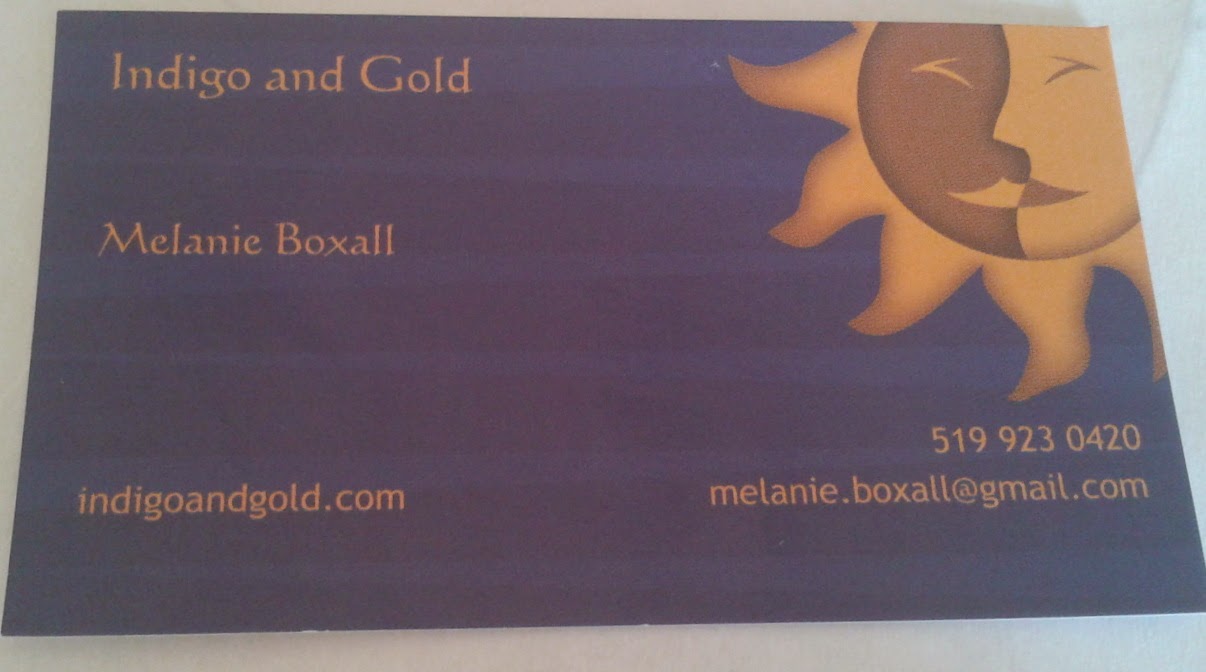 Indigo and Gold
Melanie Boxall
519 923 0420
indigoandgold.com
melanie.boxall@gmail.com